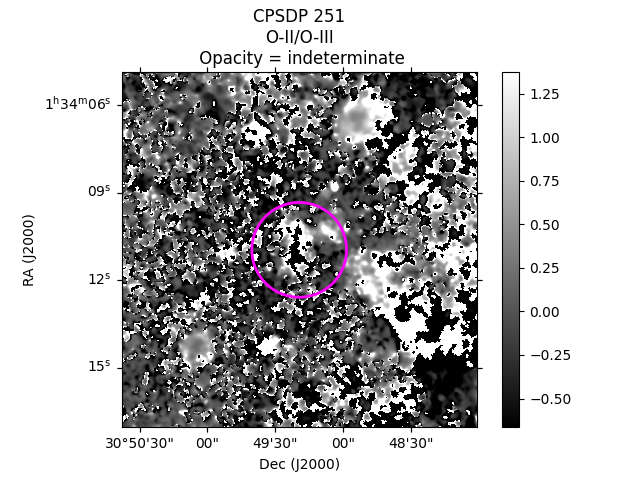 CPSDP 251
O-II/O-III
Opacity = indeterminate
1h34m06s
09s
12s
15s
RA (J2000)
30°50'30" 00" 49'30" 00" 48'30"
Dec (J2000)
1.25
1.00
0.75
0.50
0.25
0.00
−0.25
−0.50